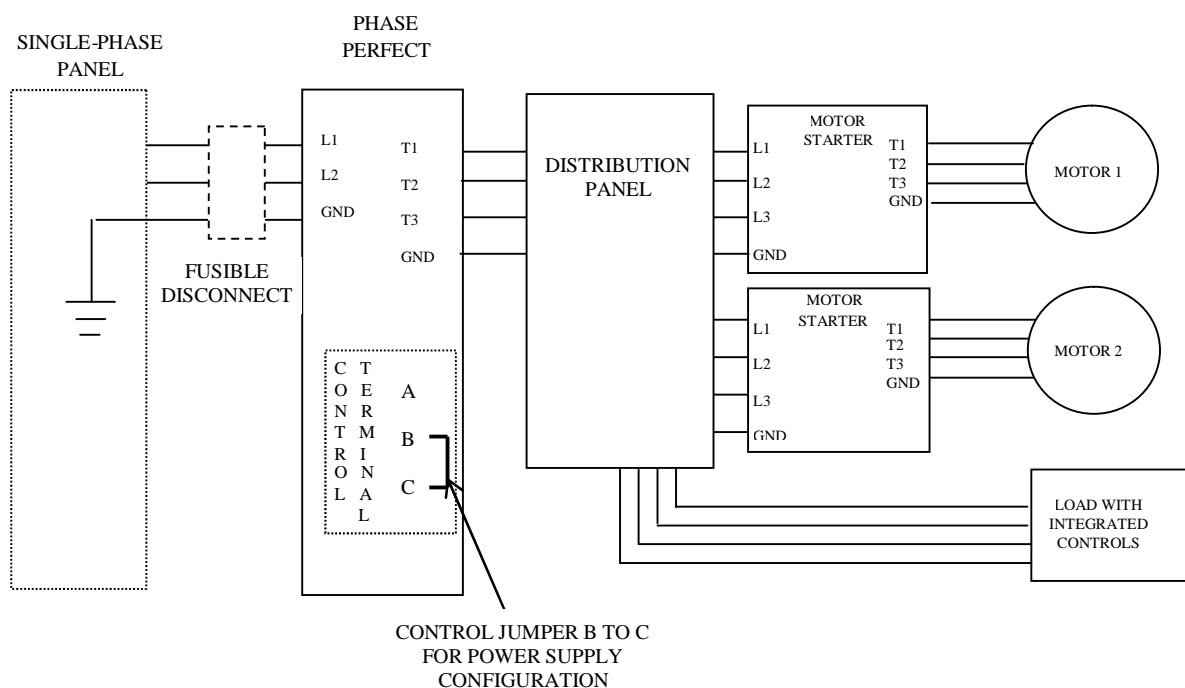 SINGLE-PHASE
PANEL
PHASE
PERFECT
L1
L2
GND
T1
T2
T3
GND
FUSIBLE
DISCONNECT
CONTROL
TERMINAL
A
B
C
CONTROL JUMPER B TO C
FOR POWER SUPPLY
CONFIGURATION
DISTRIBUTION
PANEL
MOTOR
STARTER
L1
L2
L3
GND
T1
T2
T3
GND
MOTOR 1
MOTOR
STARTER
L1
L2
L3
GND
T1
T2
T3
GND
MOTOR 2
LOAD WITH
INTEGRATED
CONTROLS